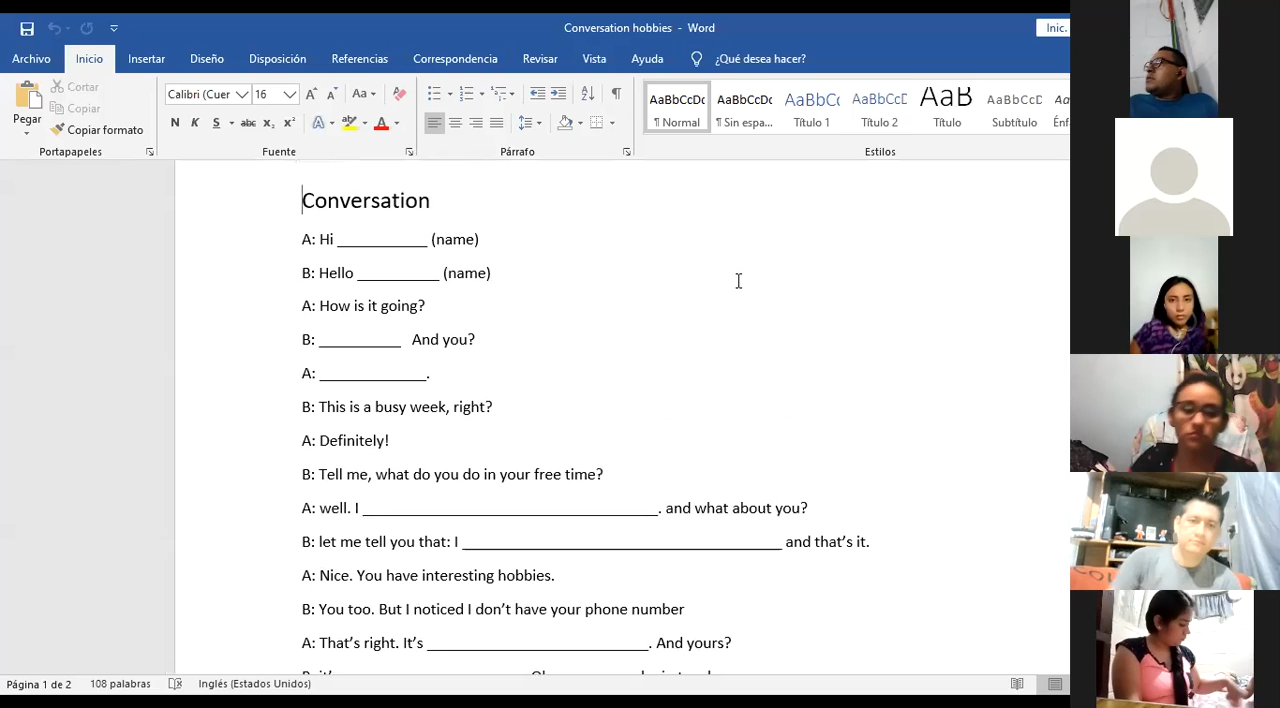 Conversation hobbies - Word
Inic.
Archivo Inicio Insertar Diseño Disposición Referencias Correspondencia Revisar Vista Ayuda ¿Qué desea hacer?
Pegar
Cortar
Copiar
Copiar formato
Portapapeles
Calibri (Cuer 16
Aa
N K S abc x₂ x² A A
Fuente
Párrafo
AaBbCcDc AaBbCcDc AaBbCc AaBbCcD AaB AaBbCcD
¶ Normal ¶ Sin espa... Título 1 Título 2 Título Subtítulo
Estilos
Conversation
A: Hi ___________ (name)
B: Hello __________ (name)
A: How is it going?
B: __________ And you?
A: _____________.
B: This is a busy week, right?
A: Definitely!
B: Tell me, what do you do in your free time?
A: well. I ____________________________________. and what about you?
B: let me tell you that: I _______________________________________ and that's it.
A: Nice. You have interesting hobbies.
B: You too. But I noticed I don't have your phone number
A: That's right. It's ___________________________. And yours?
Página 1 de 2 108 palabras Inglés (Estados Unidos)